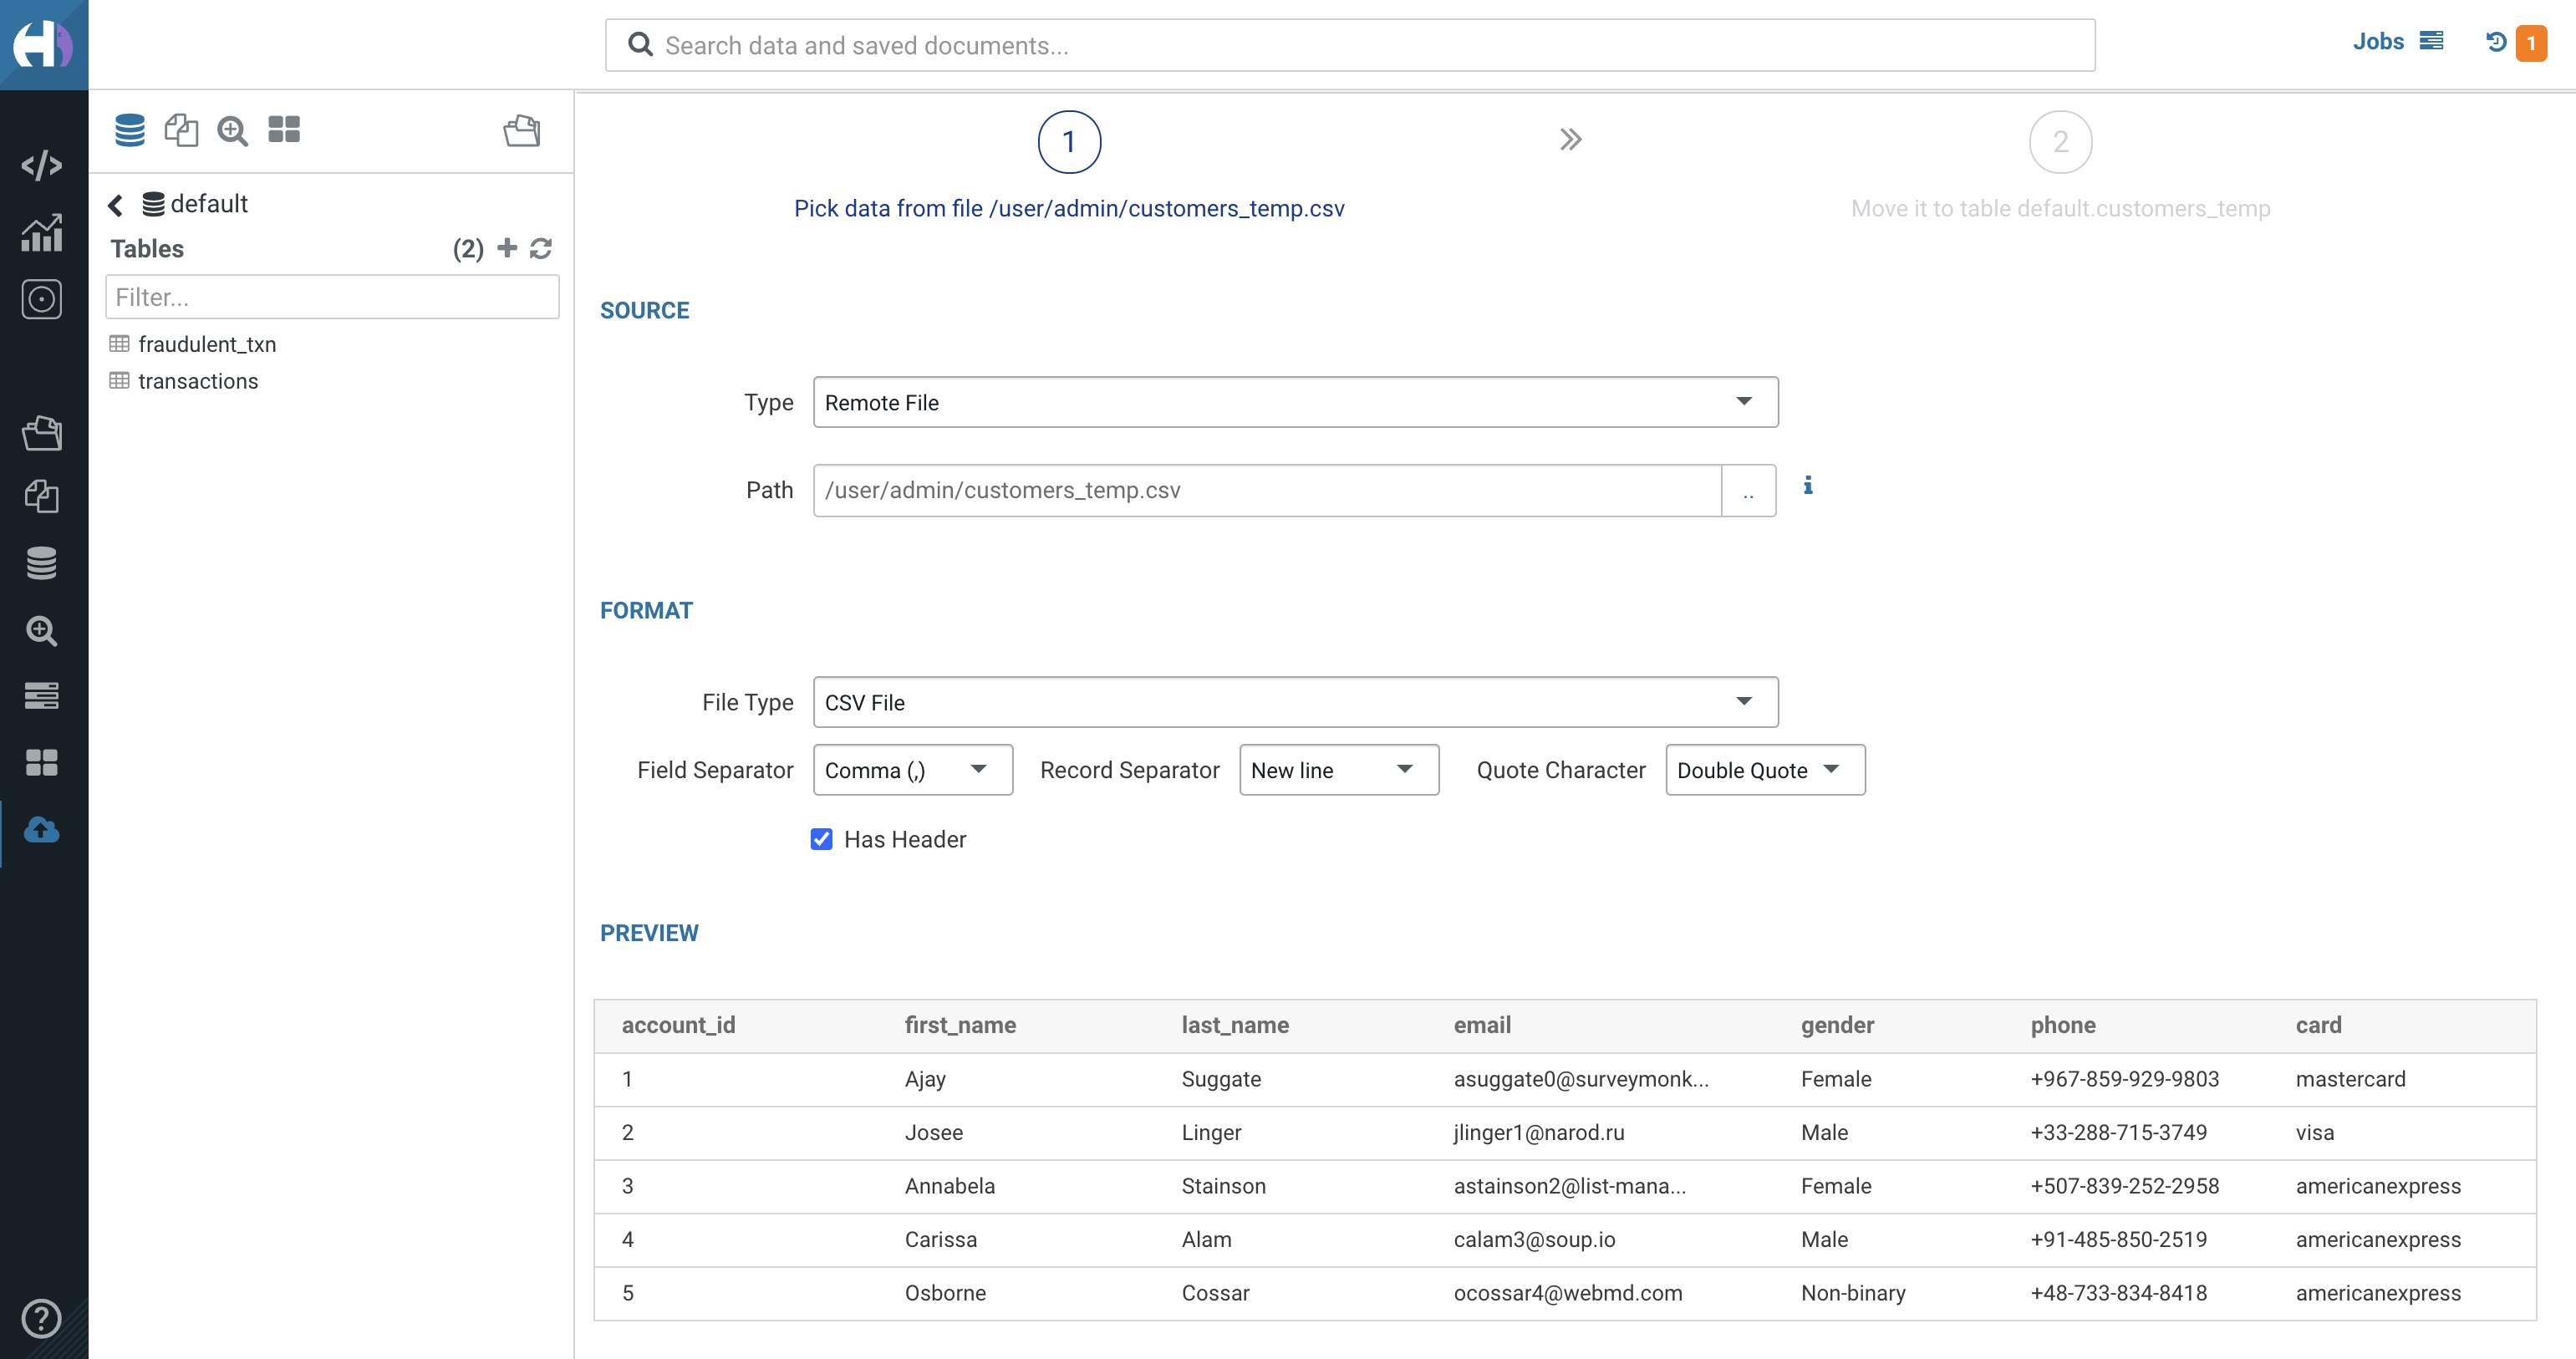 Search data and saved documents...
Jobs
1
default
Tables (2)
Filter...
fraudulent_txn
transactions
1
Pick data from file /user/admin/customers_temp.csv
2
Move it to table default.customers_temp
SOURCE
Type Remote File
Path /user/admin/customers_temp.csv ..
FORMAT
File Type CSV File
Field Separator Comma (,) Record Separator New line Quote Character Double Quote
Has Header
PREVIEW
account_id first_name last_name email gender phone card
1 Ajay Suggate asuggate0@surveymonk... Female +967-859-929-9803 mastercard
2 Josee Linger jlinger1@narod.ru Male +33-288-715-3749 visa
3 Annabela Stainson astainson2@list-mana... Female +507-839-252-2958 americanexpress
4 Carissa Alam calam3@soup.io Male +91-485-850-2519 americanexpress
5 Osborne Cossar ocossar4@webmd.com Non-binary +48-733-834-8418 americanexpress